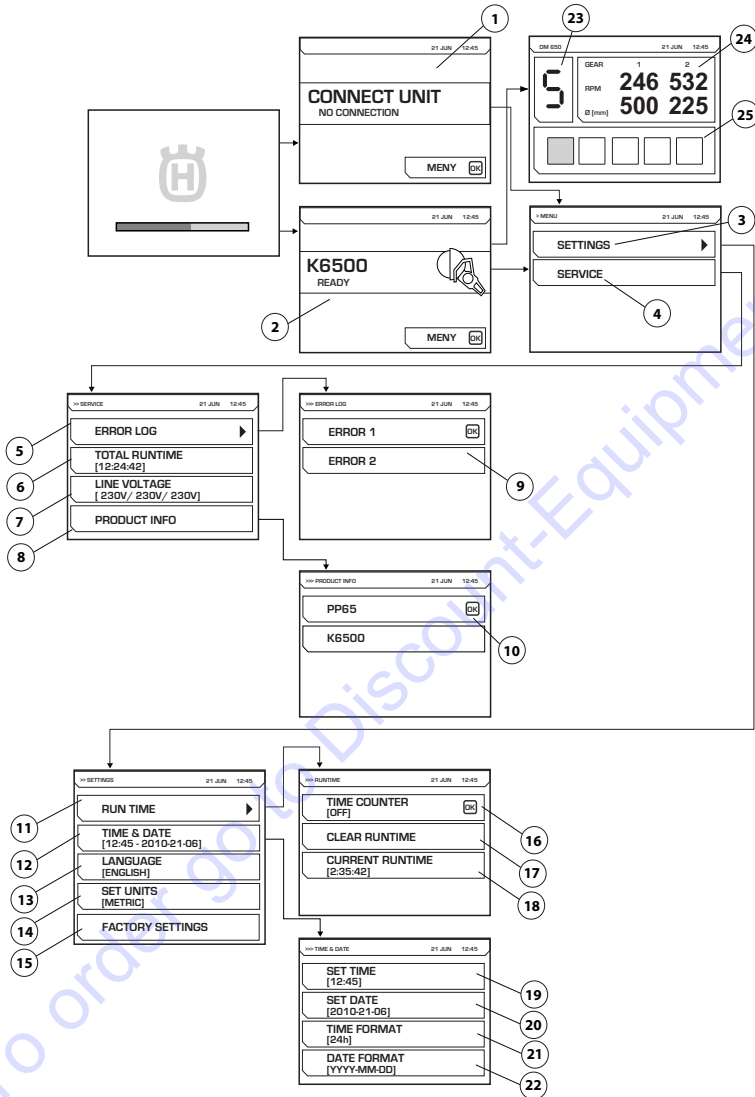 1
21 JUN 12:45
CONNECT UNIT
NO CONNECTION
MENY OK
23
24
DM 650 21 JUN 12:45
GEAR 1 2
RPM 246 532
Ø (mm) 500 225
5
25
H
21 JUN 12:45
K6500
READY
MENY OK
2
> MENU 21 JUN 12:45
SETTINGS
SERVICE
3
4
>> SERVICE 21 JUN 12:45
ERROR LOG
TOTAL RUNTIME
[12:24:42]
LINE VOLTAGE
[ 230V/ 230V/ 230V]
PRODUCT INFO
5
6
7
8
>>> ERROR LOG 21 JUN 12:45
ERROR 1 OK
ERROR 2
9
>>> PRODUCT INFO 21 JUN 12:45
PP65 OK
K6500
10
>> SETTINGS 21 JUN 12:45
RUN TIME
TIME & DATE
[12:45 - 2010-21-06]
LANGUAGE
[ENGLISH]
SET UNITS
[METRIC]
FACTORY SETTINGS
11
12
13
14
15
>>> RUNTIME 21 JUN 12:45
TIME COUNTER
[OFF] OK
CLEAR RUNTIME
CURRENT RUNTIME
[2:35:42]
16
17
18
>>> TIME & DATE 21 JUN 12:45
SET TIME
[12:45]
SET DATE
[2010-21-06]
TIME FORMAT
[24h]
DATE FORMAT
[YYYY-MM-DD]
19
20
21
22
To order go to Discount-Equipmen